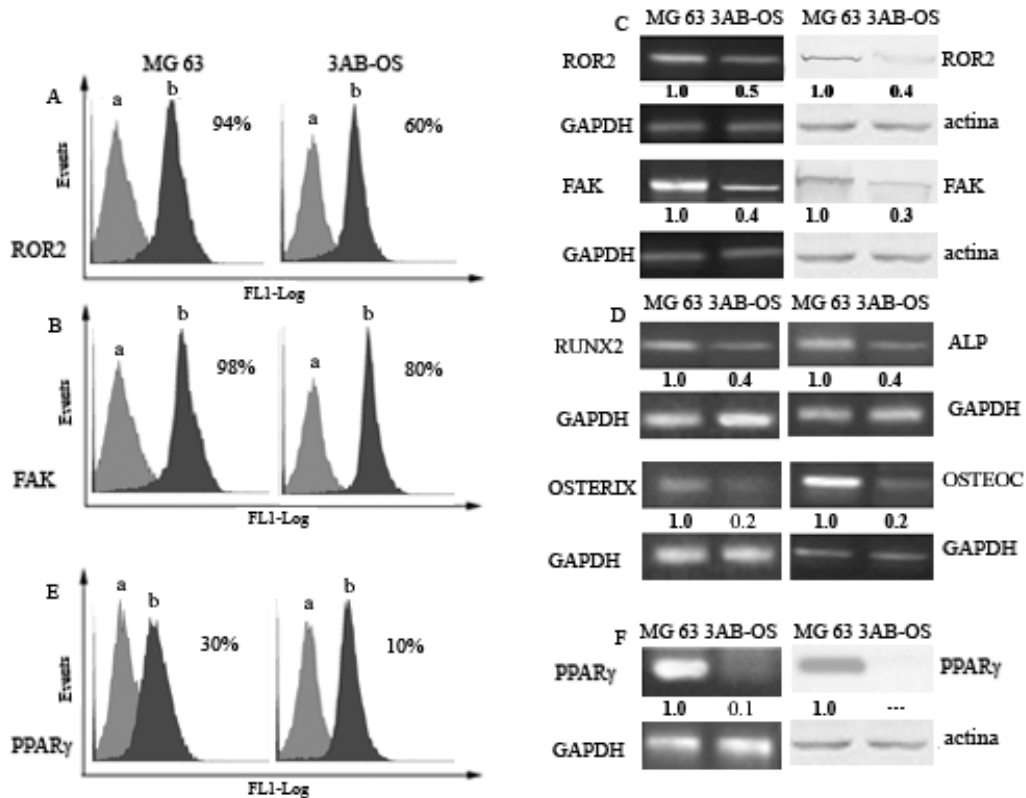 MG 63
3AB-OS
A
a
b
94%
a
b
60%
Events
ROR2
FL1-Log
B
a
b
98%
a
b
80%
Events
FAK
FL1-Log
E
a
b
30%
a
b
10%
Events
PPARγ
FL1-Log
C
MG 63 3AB-OS
MG 63 3AB-OS
ROR2
ROR2
1.0 0.5
1.0 0.4
GAPDH
actina
FAK
FAK
1.0 0.4
1.0 0.3
GAPDH
actina
D
MG 63 3AB-OS
MG 63 3AB-OS
RUNX2
ALP
1.0 0.4
1.0 0.4
GAPDH
GAPDH
OSTERIX
OSTEOC
1.0 0.2
1.0 0.2
GAPDH
GAPDH
F
MG 63 3AB-OS
MG 63 3AB-OS
PPARγ
PPARγ
1.0 0.1
1.0 ---
GAPDH
actina